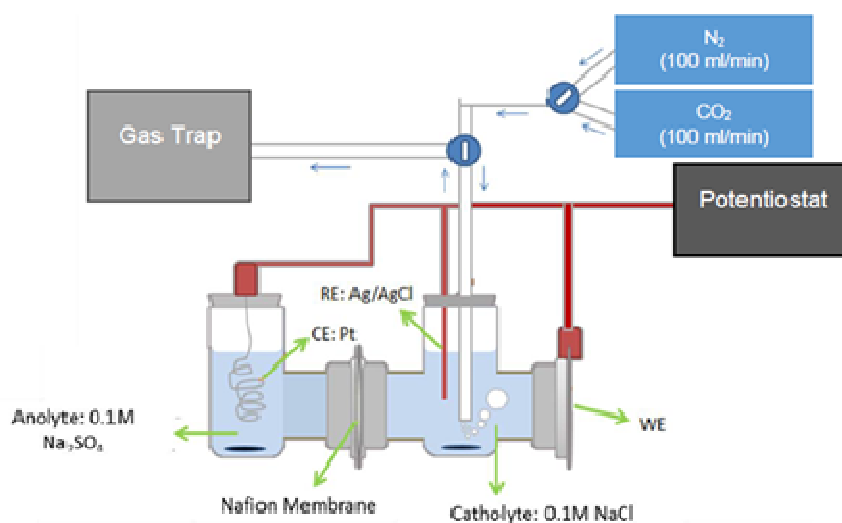 N₂
(100 ml/min)
CO₂
(100 ml/min)
Gas Trap
Potentiostat
RE: Ag/AgCl
CE: Pt
Anolyte: 0.1M
Na₂SO₄
WE
Nafion Membrane
Catholyte: 0.1M NaCl